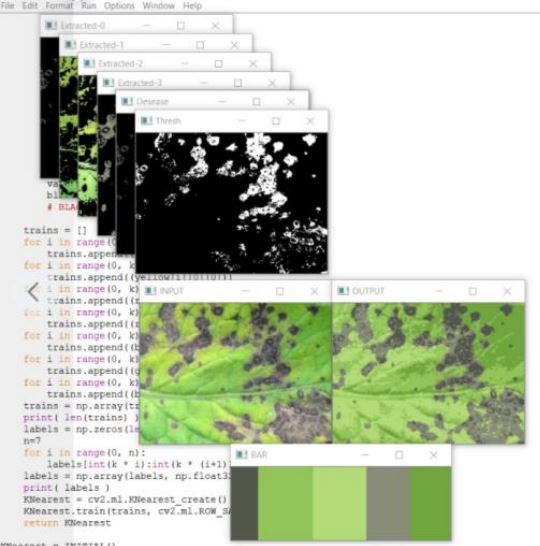 File Edit Format Run Options Window Help
Extracted-0
Extracted-1
Extracted-2
Extracted-3
Desease
Thresh
va
bl
# BLA
trains = []
for i in range(0
trains.appen
for i in range(0, k)
trains.append((yellow[i][0][0]))
for i in range(0, k)
trains.append((
for i in range(0, k)
trains.append((
for i in range(0, k)
trains.append((b
for i in range(0, k)
trains.append((g
for i in range(0, k)
trains.append((b
trains = np.array(tr
print( len(trains) )
labels = np.zeros(le
n=7
for i in range(0, n):
labels[int(k * i):int(k * (i+1)
labels = np.array(labels, np.float3
print( labels )
KNearest = cv2.ml.KNearest_create()
KNearest.train(trains, cv2.ml.ROW_SA
return KNearest
KNearest = INITIAL()
INPUT
OUTPUT
BAR